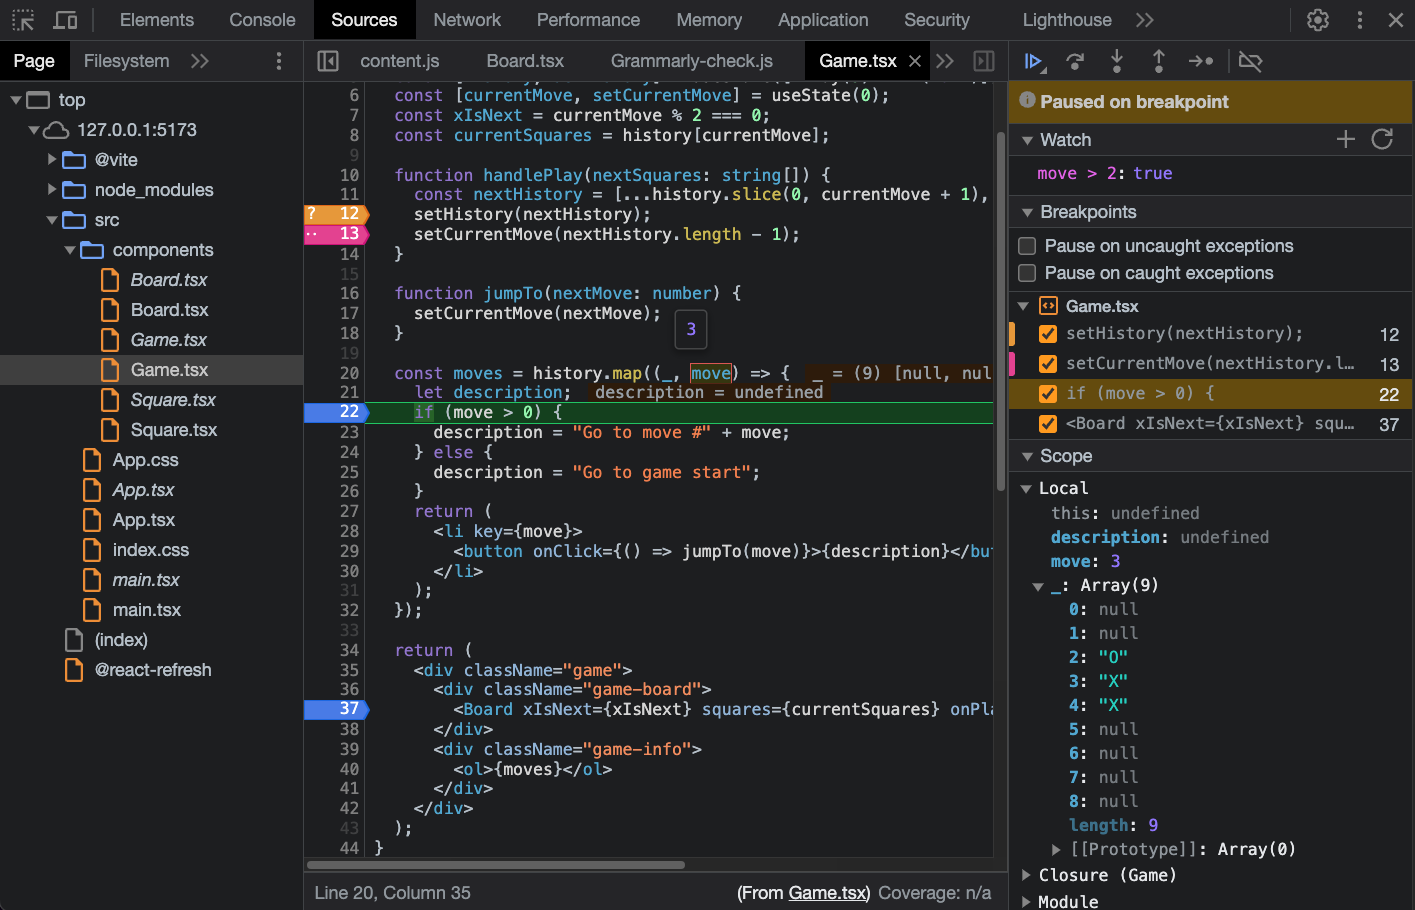 Elements Console Sources Network Performance Memory Application Security Lighthouse
Page Filesystem
content.js Board.tsx Grammarly-check.js Game.tsx
top
127.0.0.1:5173
@vite
node_modules
src
components
Board.tsx
Board.tsx
Game.tsx
Game.tsx
Square.tsx
Square.tsx
App.css
App.tsx
App.tsx
index.css
main.tsx
main.tsx
(index)
@react-refresh
6 const [currentMove, setCurrentMove] = useState(0);
7 const xIsNext = currentMove % 2 === 0;
8 const currentSquares = history[currentMove];
9
10 function handlePlay(nextSquares: string[]) {
11 const nextHistory = [...history.slice(0, currentMove + 1),
? 12 setHistory(nextHistory);
13 setCurrentMove(nextHistory.length - 1);
14 }
15
16 function jumpTo(nextMove: number) {
17 setCurrentMove(nextMove);
18 }
3
19
20 const moves = history.map((_, move) => { _ = (9) [null, nul
21 let description; description = undefined
22 if (move > 0) {
23 description = "Go to move #" + move;
24 } else {
25 description = "Go to game start";
26 }
27 return (
28 <li key={move}>
29 <button onClick={() => jumpTo(move)}>{description}</but
30 </li>
31 );
32 });
33
34 return (
35 <div className="game">
36 <div className="game-board">
37 <Board xIsNext={xIsNext} squares={currentSquares} onPla
38 </div>
39 <div className="game-info">
40 <ol>{moves}</ol>
41 </div>
42 </div>
43 );
44 }
Line 20, Column 35 (From Game.tsx) Coverage: n/a
Paused on breakpoint
Watch
move > 2: true
Breakpoints
Pause on uncaught exceptions
Pause on caught exceptions
Game.tsx
setHistory(nextHistory); 12
setCurrentMove(nextHistory.l… 13
if (move > 0) { 22
<Board xIsNext={xIsNext} squ… 37
Scope
Local
this: undefined
description: undefined
move: 3
_: Array(9)
0: null
1: null
2: "O"
3: "X"
4: "X"
5: null
6: null
7: null
8: null
length: 9
[[Prototype]]: Array(0)
Closure (Game)
Module